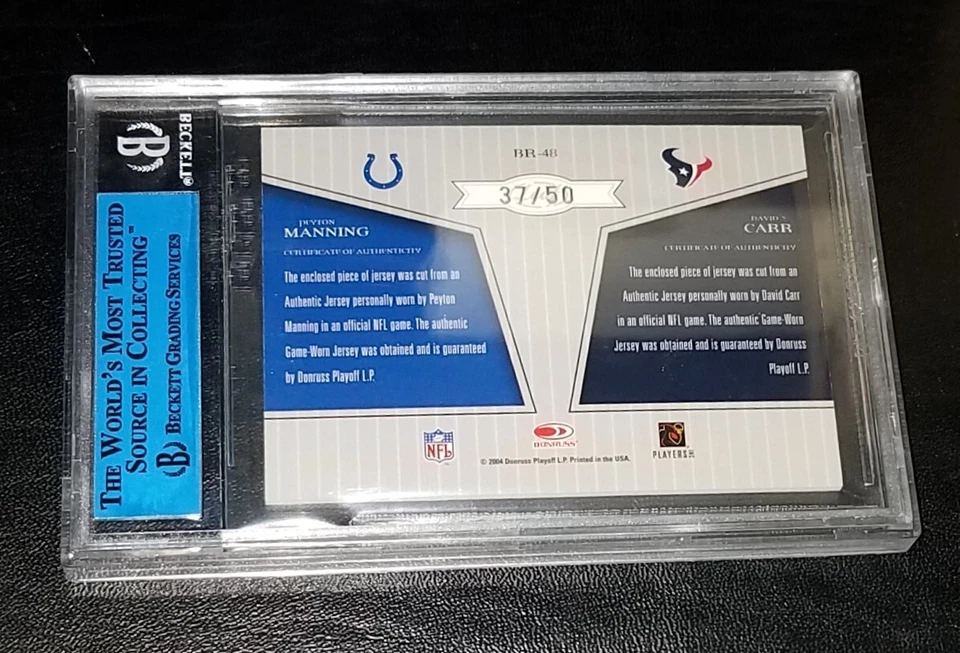 BECKETT®
THE WORLD'S MOST TRUSTED
SOURCE IN COLLECTING™
BECKETT GRADING SERVICES
B
B
BR-48
37/50
PEYTON
MANNING
CERTIFICATE OF AUTHENTICITY
The enclosed piece of jersey was cut from an
Authentic Jersey personally worn by Peyton
Manning in an official NFL game. The authentic
Game-Worn Jersey was obtained and is guaranteed
by Donruss Playoff L.P.
DAVID
CARR
CERTIFICATE OF AUTHENTICITY
The enclosed piece of jersey was cut from an
Authentic Jersey personally worn by David Carr
in an official NFL game. The authentic Game-Worn
Jersey was obtained and is guaranteed by Donruss
Playoff L.P.
NFL
DONRUSS
PLAYERS INC
© 2004 Donruss Playoff L.P. Printed in the USA.